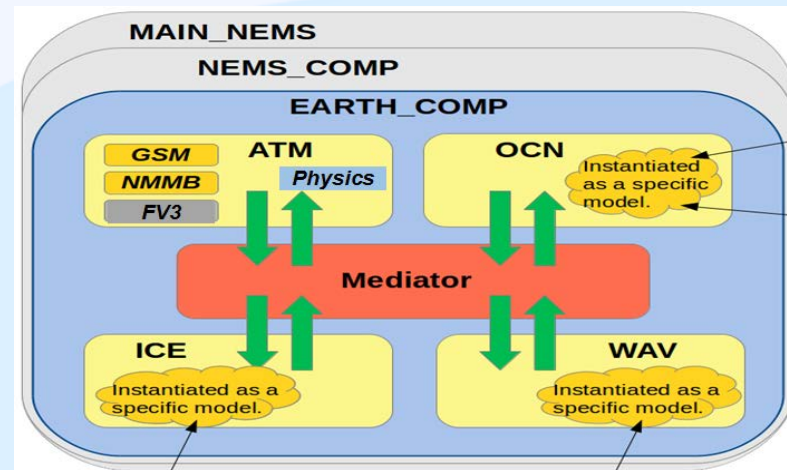 MAIN_NEMS
NEMS_COMP
EARTH_COMP
GSM
NMMB
FV3
ATM
Physics
OCN
Instantiated
as a specific
model.
Mediator
ICE
Instantiated as a
specific model.
WAV
Instantiated as a
specific model.